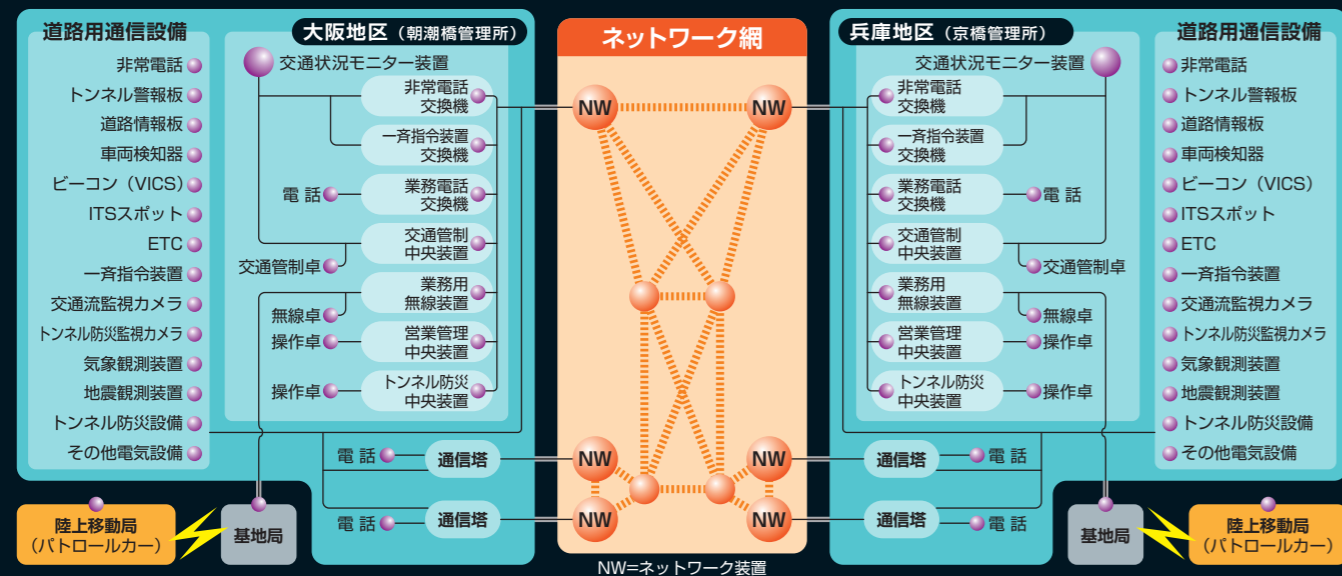 道路用通信設備
非常電話
トンネル警報板
道路情報板
車両検知器
ビーコン（VICS）
ITSスポット
ETC
一斉指令装置
交通流監視カメラ
トンネル防災監視カメラ
気象観測装置
地震観測装置
トンネル防災設備
その他電気設備
大阪地区（朝潮橋管理所）
交通状況モニター装置
非常電話
交換機
一斉指令装置
交換機
電話
業務電話
交換機
交通管制
中央装置
交通管制卓
業務用
無線装置
無線卓
操作卓
営業管理
中央装置
操作卓
トンネル防災
中央装置
電話
通信塔
電話
通信塔
陸上移動局
（パトロールカー）
基地局
ネットワーク網
NW
NW
NW
NW
NW
NW
NW=ネットワーク装置
兵庫地区（京橋管理所）
交通状況モニター装置
非常電話
交換機
一斉指令装置
交換機
業務電話
交換機
電話
交通管制
中央装置
交通管制卓
業務用
無線装置
無線卓
営業管理
中央装置
操作卓
トンネル防災
中央装置
操作卓
通信塔
電話
通信塔
電話
道路用通信設備
非常電話
トンネル警報板
道路情報板
車両検知器
ビーコン（VICS）
ITSスポット
ETC
一斉指令装置
交通流監視カメラ
トンネル防災監視カメラ
気象観測装置
地震観測装置
トンネル防災設備
その他電気設備
基地局
陸上移動局
（パトロールカー）